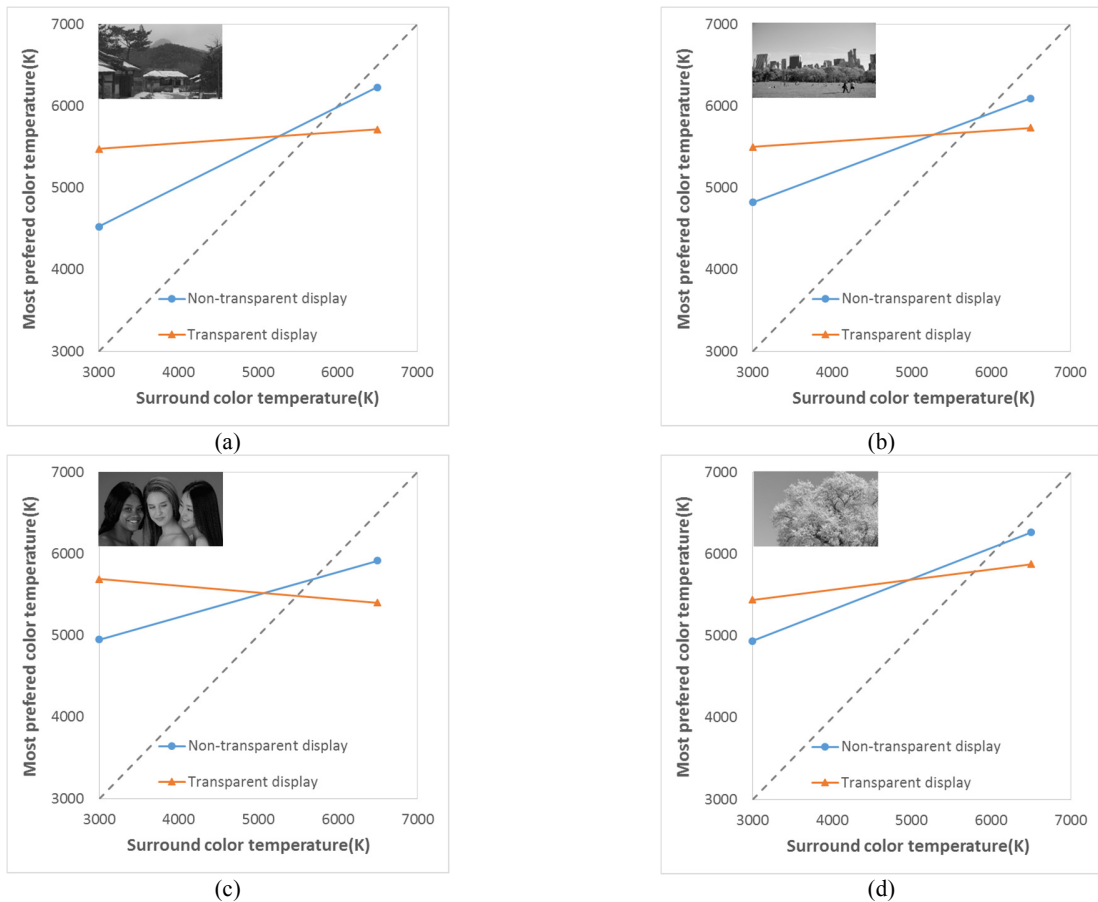 7000
6000
5000
4000
3000
3000 4000 5000 6000 7000
Most prefered color temperature(K)
Surround color temperature(K)
Non-transparent display
Transparent display
(a)
7000
6000
5000
4000
3000
3000 4000 5000 6000 7000
Most prefered color temperature(K)
Surround color temperature(K)
Non-transparent display
Transparent display
(b)
7000
6000
5000
4000
3000
3000 4000 5000 6000 7000
Most prefered color temperature(K)
Surround color temperature(K)
Non-transparent display
Transparent display
(c)
7000
6000
5000
4000
3000
3000 4000 5000 6000 7000
Most prefered color temperature(K)
Surround color temperature(K)
Non-transparent display
Transparent display
(d)